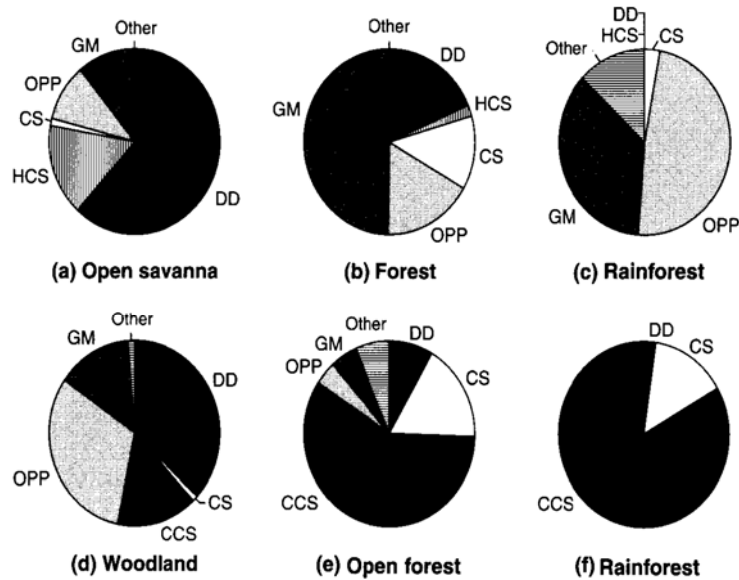 Other
GM
OPP
CS
HCS
DD
(a) Open savanna
Other
DD
GM
HCS
CS
OPP
(b) Forest
DD
HCS
CS
Other
GM
OPP
(c) Rainforest
Other
GM
DD
OPP
CS
CCS
(d) Woodland
Other
GM
DD
OPP
CS
CCS
(e) Open forest
DD
CS
CCS
(f) Rainforest